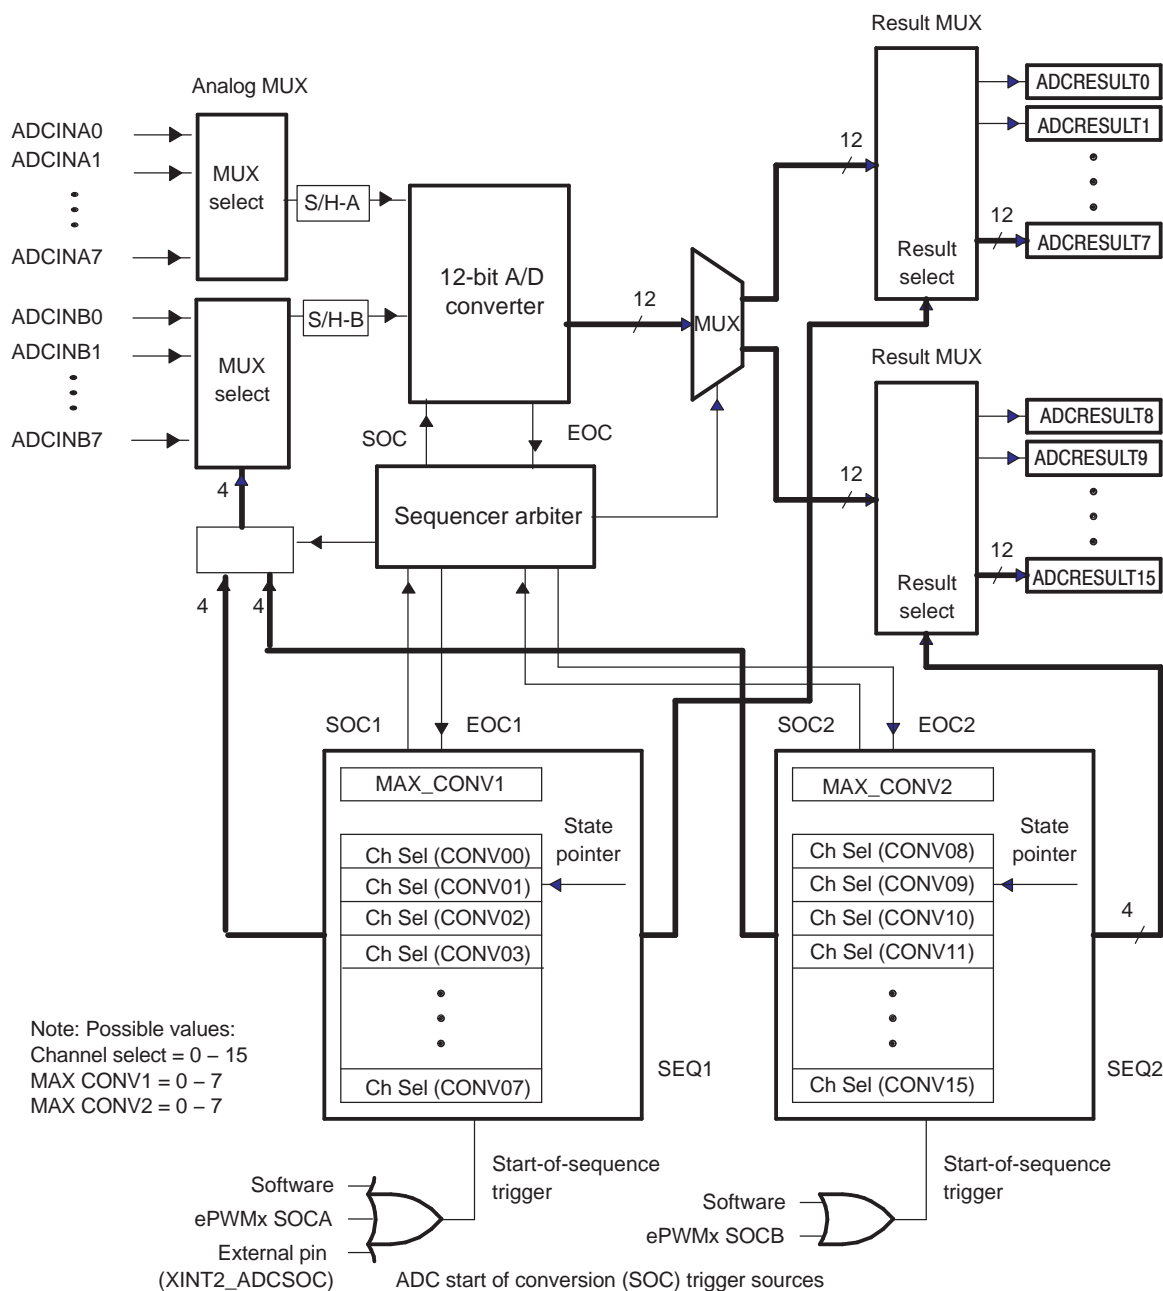 Result MUX
Analog MUX
ADCINA0
ADCINA1
ADCINA7
MUX
select
S/H-A
12-bit A/D
converter
ADCINB0
ADCINB1
ADCINB7
MUX
select
S/H-B
12
MUX
12
Result
select
ADCRESULT0
ADCRESULT1
12
ADCRESULT7
Result MUX
12
Result
select
ADCRESULT8
ADCRESULT9
12
ADCRESULT15
SOC
EOC
4
Sequencer arbiter
4
4
SOC1
EOC1
SOC2
EOC2
MAX_CONV1
Ch Sel (CONV00)
Ch Sel (CONV01)
Ch Sel (CONV02)
Ch Sel (CONV03)
Ch Sel (CONV07)
State
pointer
SEQ1
MAX_CONV2
Ch Sel (CONV08)
Ch Sel (CONV09)
Ch Sel (CONV10)
Ch Sel (CONV11)
Ch Sel (CONV15)
State
pointer
4
SEQ2
Note: Possible values:
Channel select = 0 – 15
MAX CONV1 = 0 – 7
MAX CONV2 = 0 – 7
Start-of-sequence
trigger
Software
ePWMx SOCA
External pin
(XINT2_ADCSOC)
Start-of-sequence
trigger
Software
ePWMx SOCB
ADC start of conversion (SOC) trigger sources